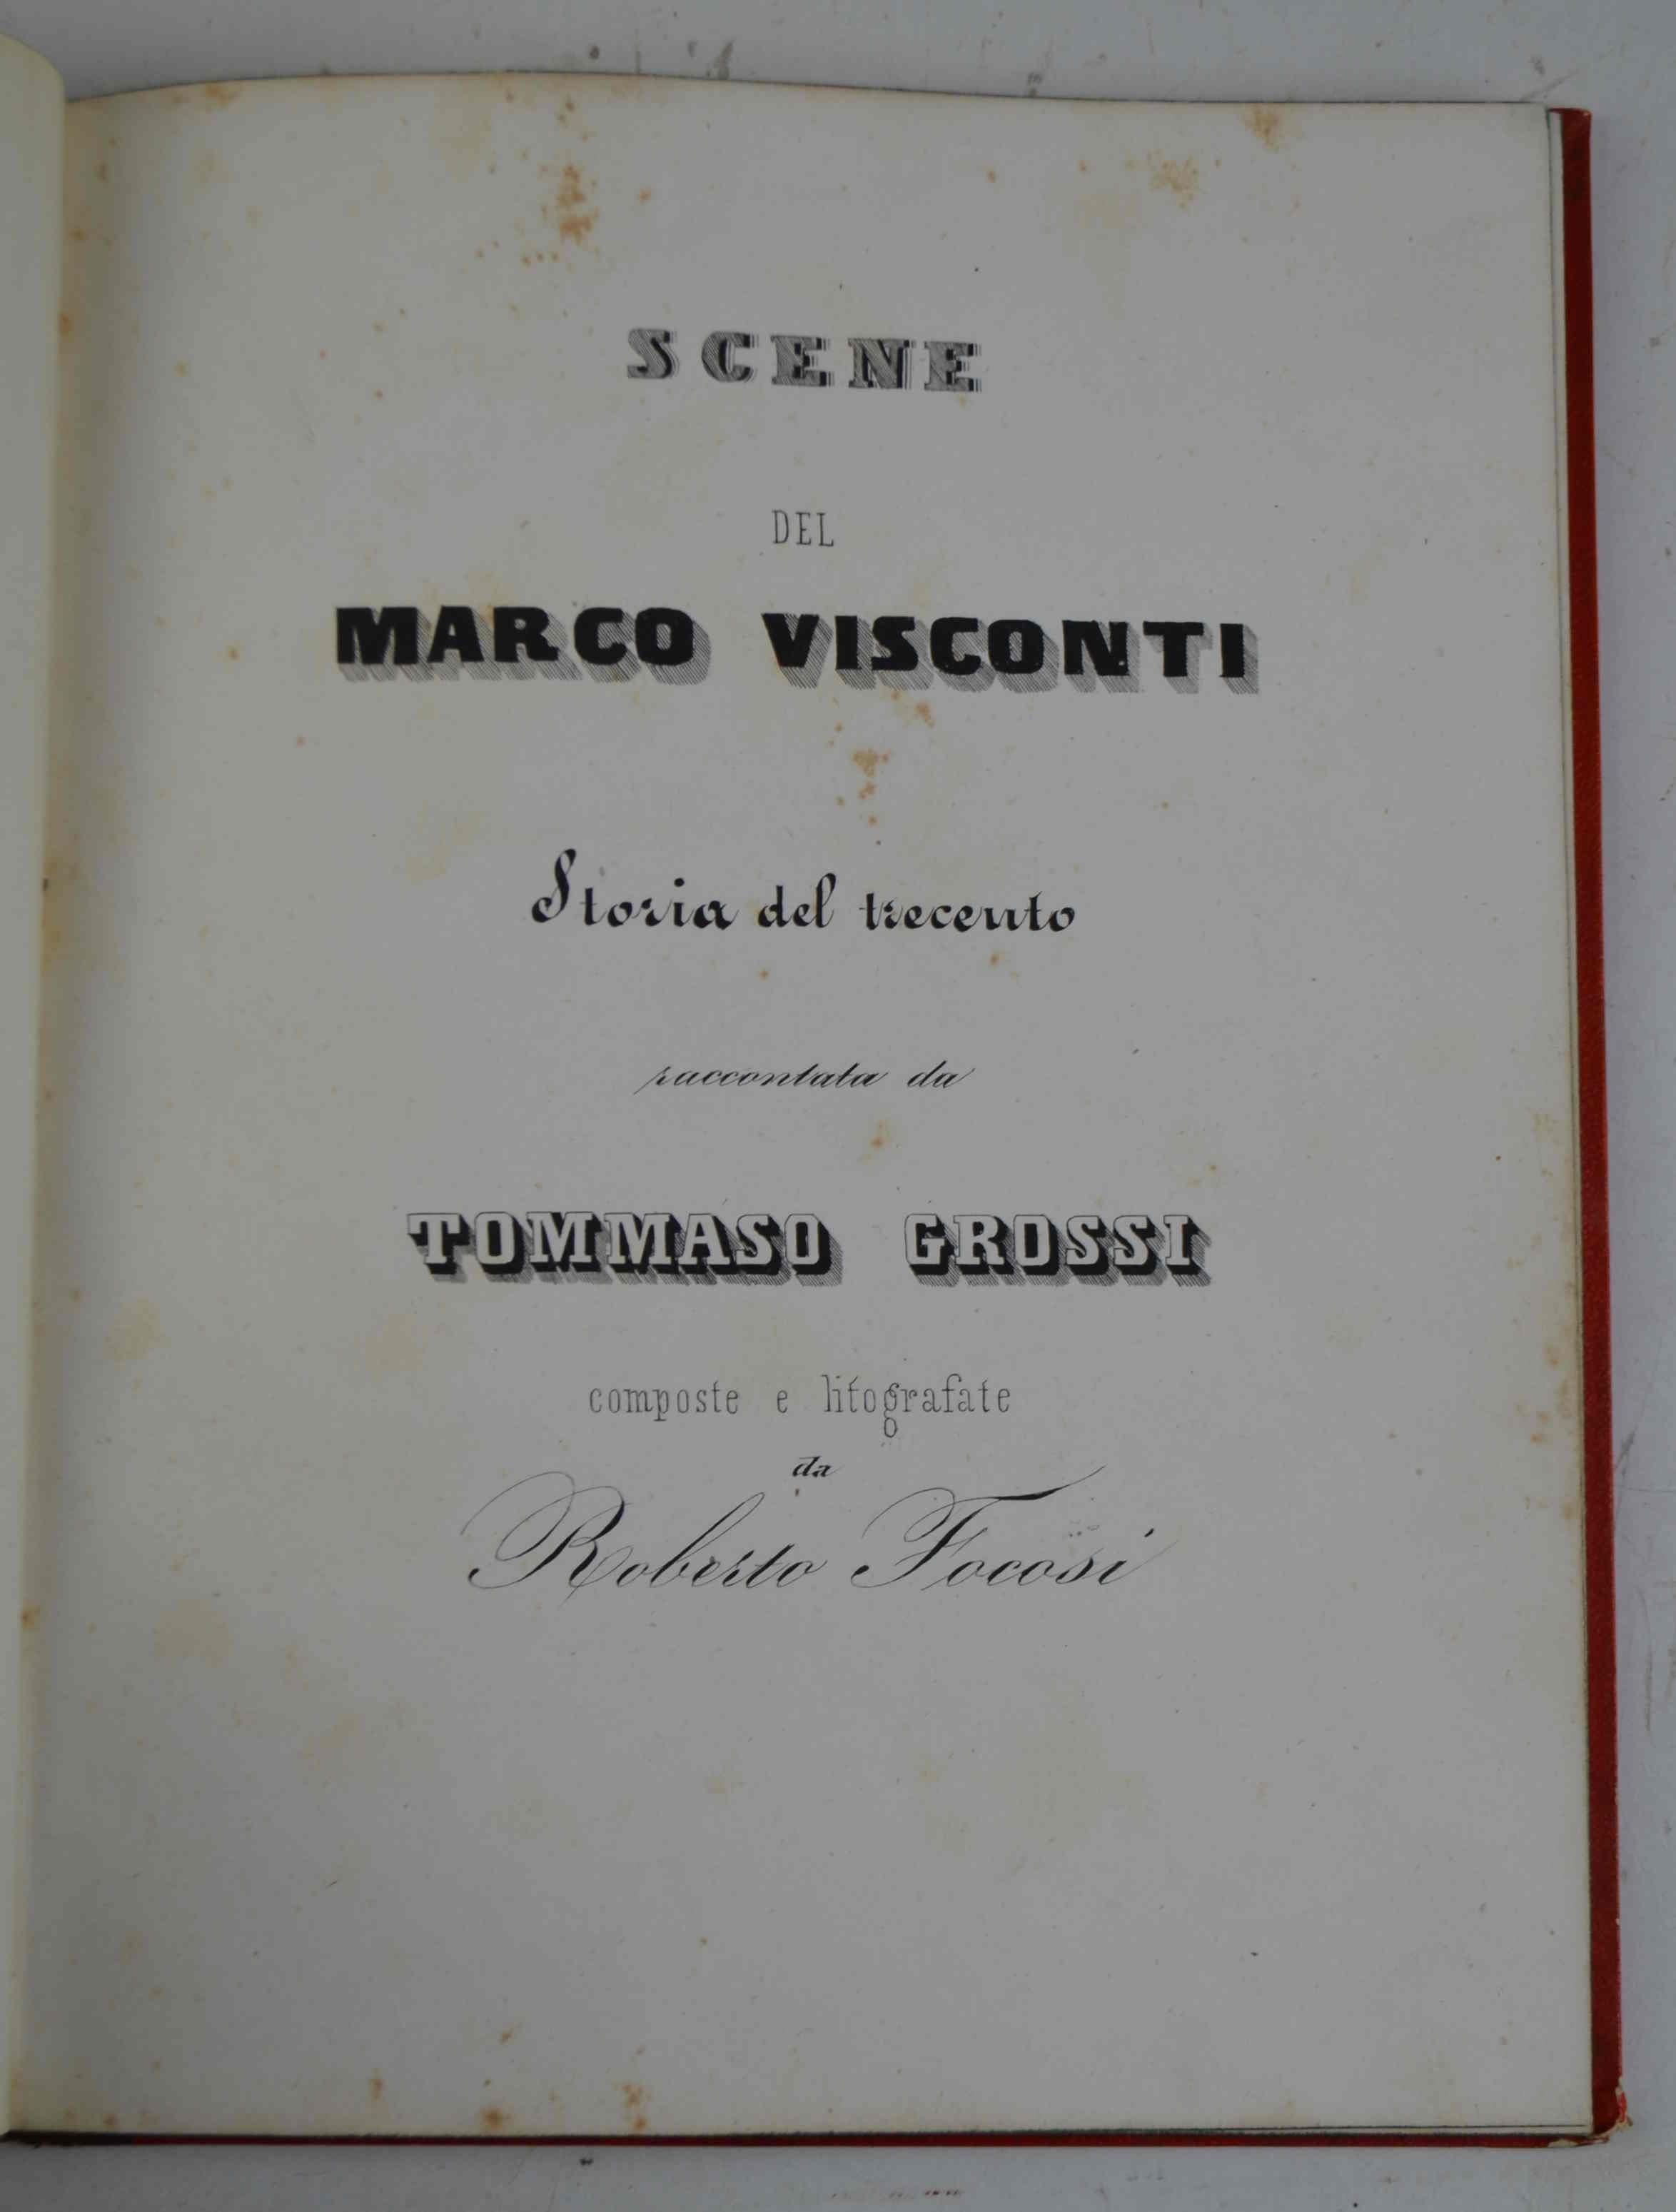 SCENE
DEL
MARCO VISCONTI
Storia del trecento
raccontata da
TOMMASO GROSSI
composte e litografate
da
Roberto Focosi